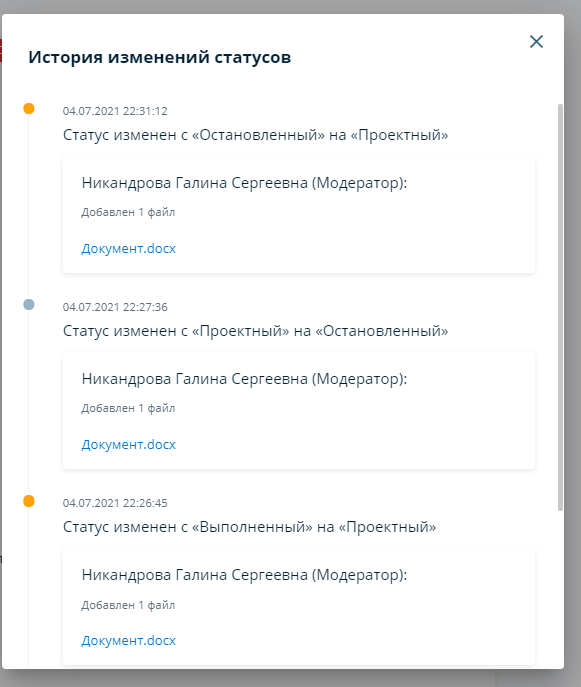 История изменений статусов
04.07.2021 22:31:12
Статус изменен с «Остановленный» на «Проектный»
Никандрова Галина Сергеевна (Модератор):
Добавлен 1 файл
Документ.docx
04.07.2021 22:27:36
Статус изменен с «Проектный» на «Остановленный»
Никандрова Галина Сергеевна (Модератор):
Добавлен 1 файл
Документ.docx
04.07.2021 22:26:45
Статус изменен с «Выполненный» на «Проектный»
Никандрова Галина Сергеевна (Модератор):
Добавлен 1 файл
Документ.docx